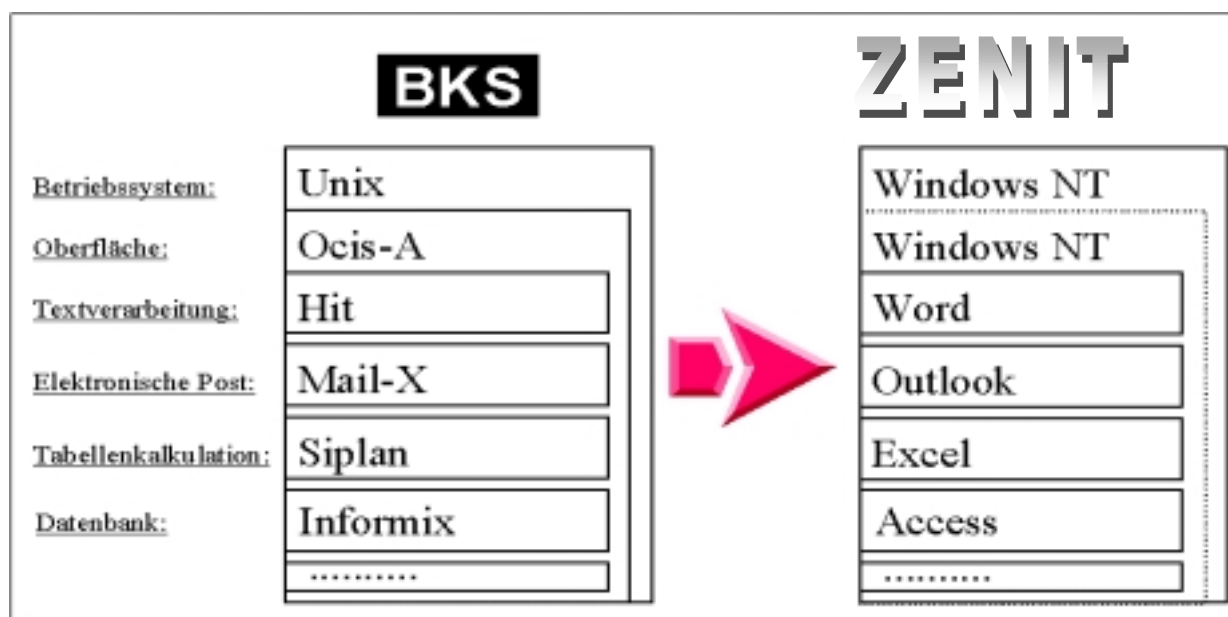 BKS ZENIT
Betriebssystem: Unix Windows NT
Oberfläche: Ocis-A Windows NT
Textverarbeitung: Hit Word
Elektronische Post: Mail-X Outlook
Tabellenkalkulation: Siplan Excel
Datenbank: Informix Access
.......... ..........